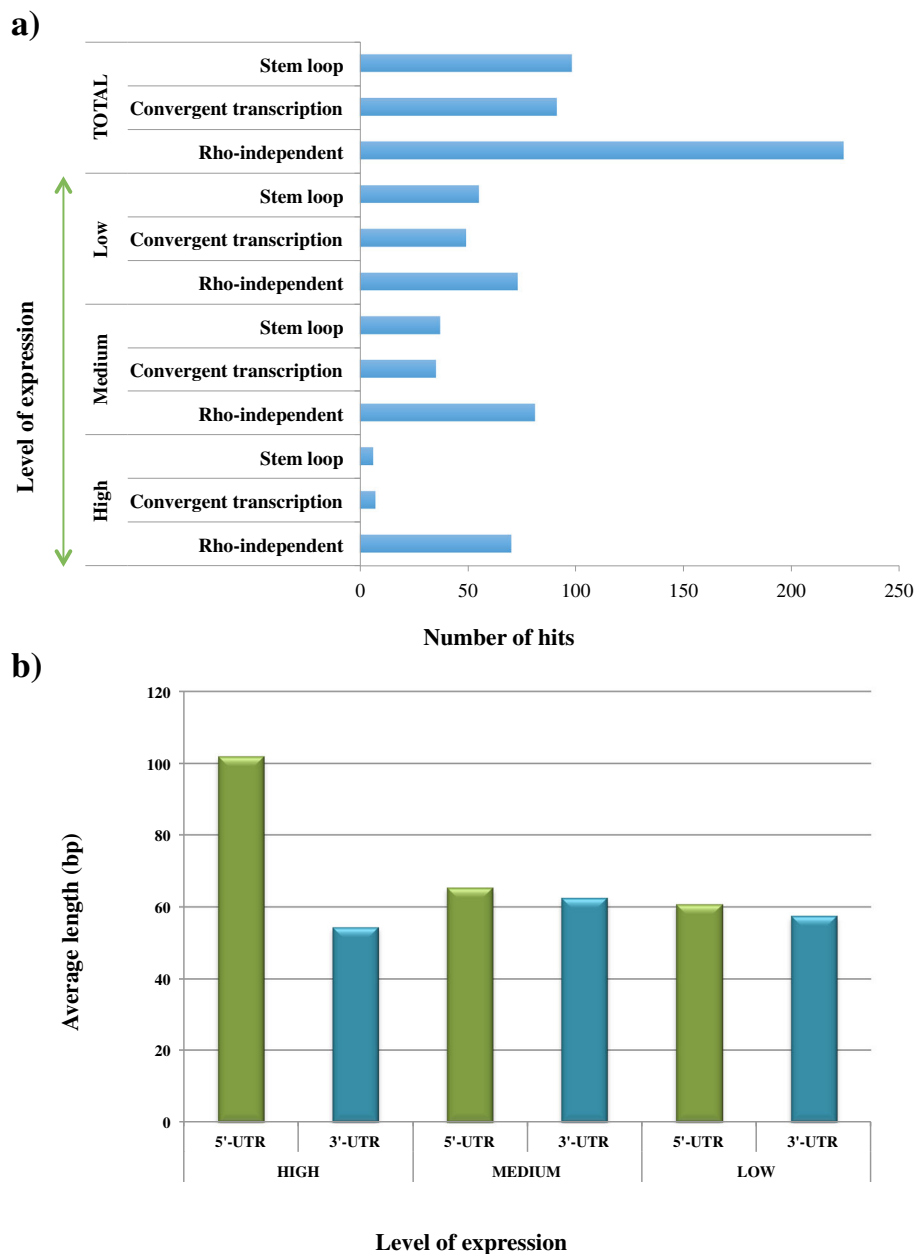 a)
TOTAL
Stem loop
Convergent transcription
Rho-independent
Level of expression
Low
Stem loop
Convergent transcription
Rho-independent
Medium
Stem loop
Convergent transcription
Rho-independent
High
Stem loop
Convergent transcription
Rho-independent
0 50 100 150 200 250
Number of hits
b)
Average length (bp)
120
100
80
60
40
20
0
5'-UTR 3'-UTR 5'-UTR 3'-UTR 5'-UTR 3'-UTR
HIGH MEDIUM LOW
Level of expression